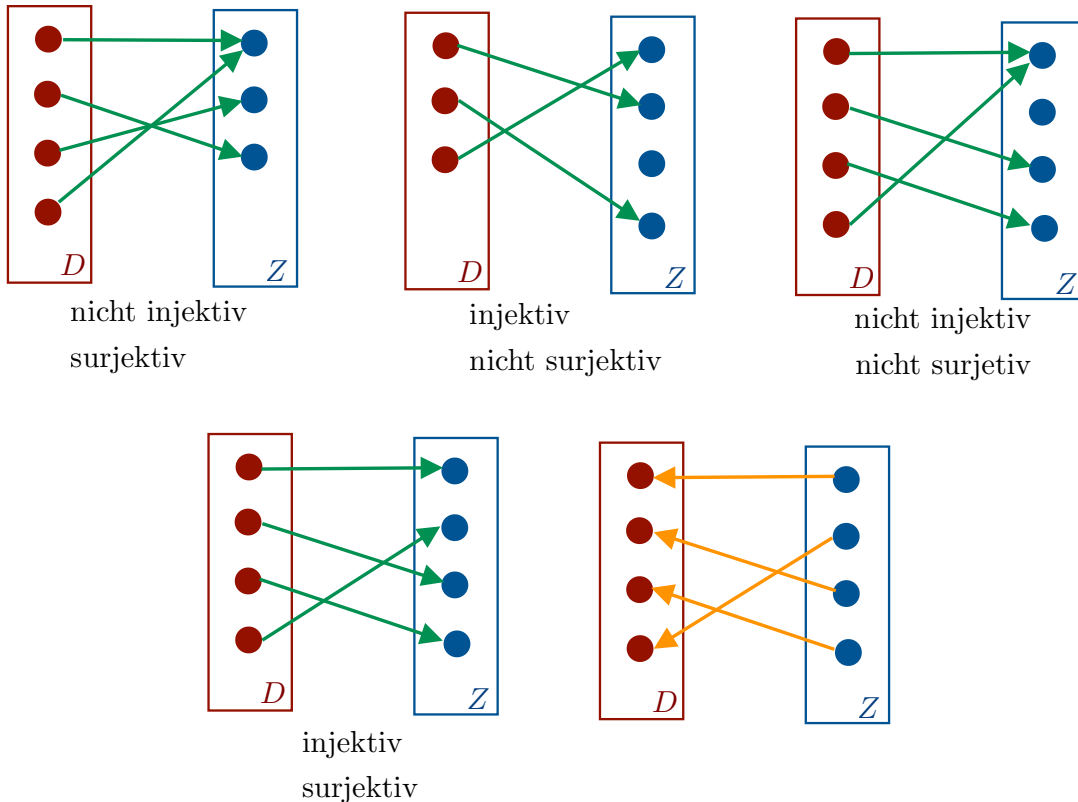 D Z
nicht injektiv
surjektiv
D Z
injektiv
nicht surjektiv
D Z
nicht injektiv
nicht surjetiv
D Z
injektiv
surjektiv
D Z